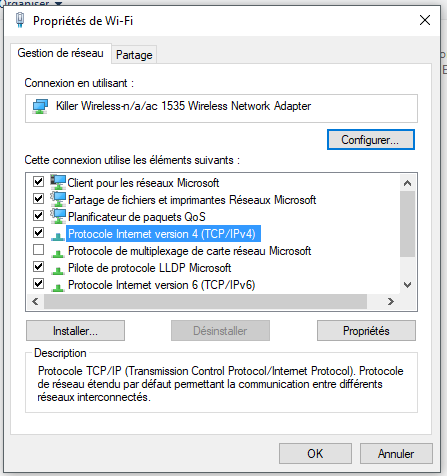 Organiser
Propriétés de Wi-Fi
Gestion de réseau
Partage
Connexion en utilisant :
Killer Wireless-n/a/ac 1535 Wireless Network Adapter
Configurer...
Cette connexion utilise les éléments suivants :
Client pour les réseaux Microsoft
Partage de fichiers et imprimantes Réseaux Microsoft
Planificateur de paquets QoS
Protocole Internet version 4 (TCP/IPv4)
Protocole de multiplexage de carte réseau Microsoft
Pilote de protocole LLDP Microsoft
Protocole Internet version 6 (TCP/IPv6)
Installer...
Désinstaller
Propriétés
Description
Protocole TCP/IP (Transmission Control Protocol/Internet Protocol). Protocole
de réseau étendu par défaut permettant la communication entre différents
réseaux interconnectés.
OK
Annuler